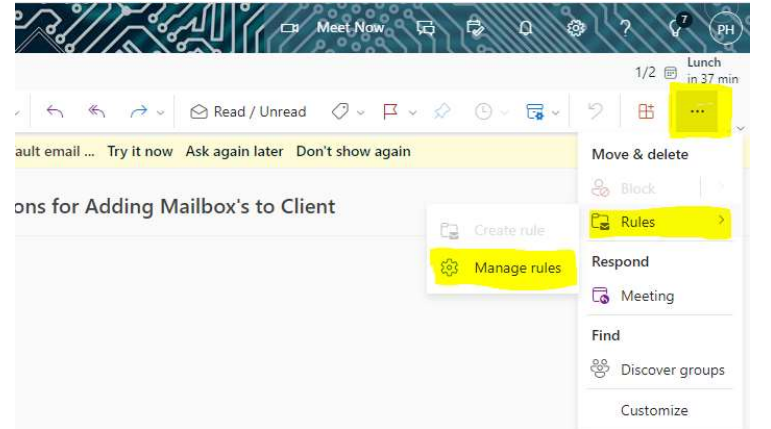 Meet Now
7
PH
1/2
Lunch
in 37 min
Read / Unread
ault email ... Try it now Ask again later Don't show again
Move & delete
Block
ons for Adding Mailbox's to Client
Create rule
Rules
Manage rules
Respond
Meeting
Find
Discover groups
Customize